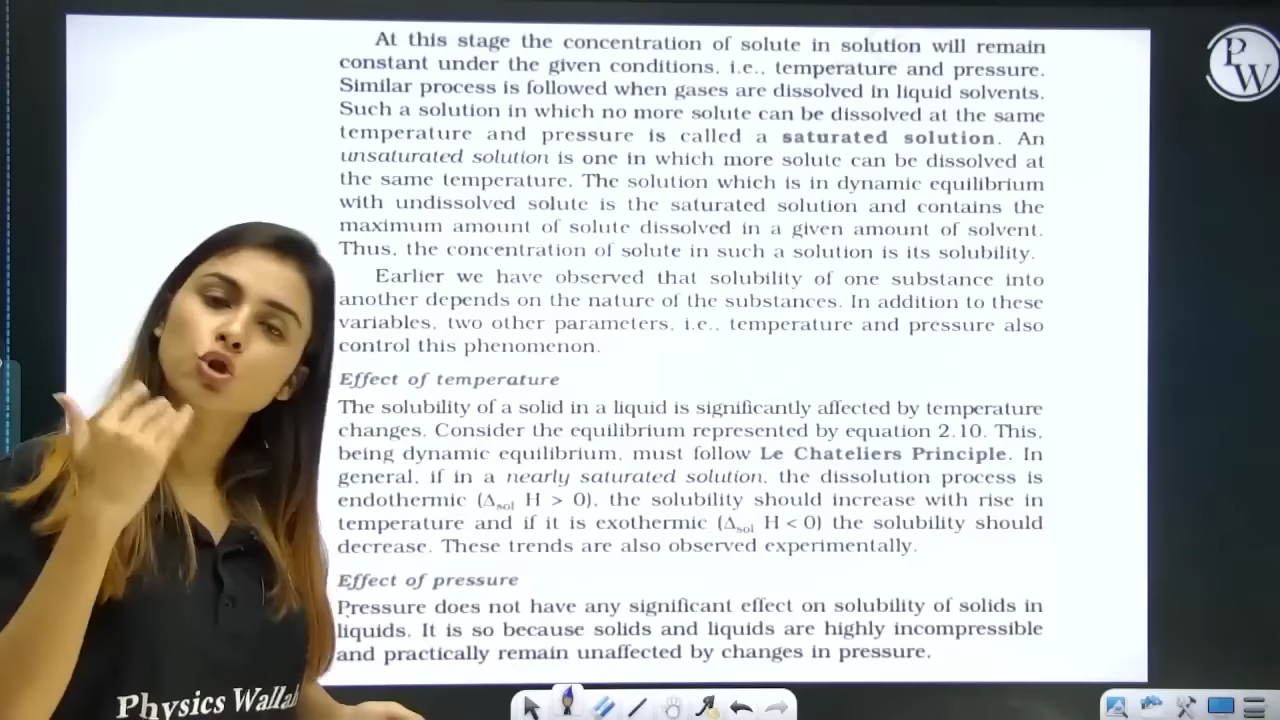 At this stage the concentration of solute in solution will remain
constant under the given conditions, i.e., temperature and pressure.
Similar process is followed when gases are dissolved in liquid solvents.
Such a solution in which no more solute can be dissolved at the same
temperature and pressure is called a saturated solution. An
unsaturated solution is one in which more solute can be dissolved at
the same temperature. The solution which is in dynamic equilibrium
with undissolved solute is the saturated solution and contains the
maximum amount of solute dissolved in a given amount of solvent.
Thus, the concentration of solute in such a solution is its solubility.
Earlier we have observed that solubility of one substance into
another depends on the nature of the substances. In addition to these
variables, two other parameters, i.e., temperature and pressure also
control this phenomenon.
Effect of temperature
The solubility of a solid in a liquid is significantly affected by temperature
changes. Consider the equilibrium represented by equation 2.10. This,
being dynamic equilibrium, must follow Le Chateliers Principle. In
general, if in a nearly saturated solution, the dissolution process is
endothermic (Δsol H > 0), the solubility should increase with rise in
temperature and if it is exothermic (Δsol H < 0) the solubility should
decrease. These trends are also observed experimentally.
Effect of pressure
Pressure does not have any significant effect on solubility of solids in
liquids. It is so because solids and liquids are highly incompressible
and practically remain unaffected by changes in pressure.
PW
Physics Wallah